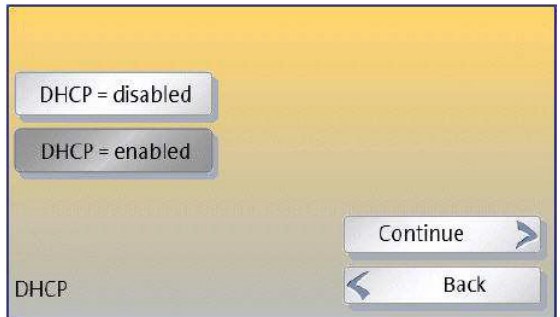 DHCP = disabled
DHCP = enabled
Continue
Back
DHCP